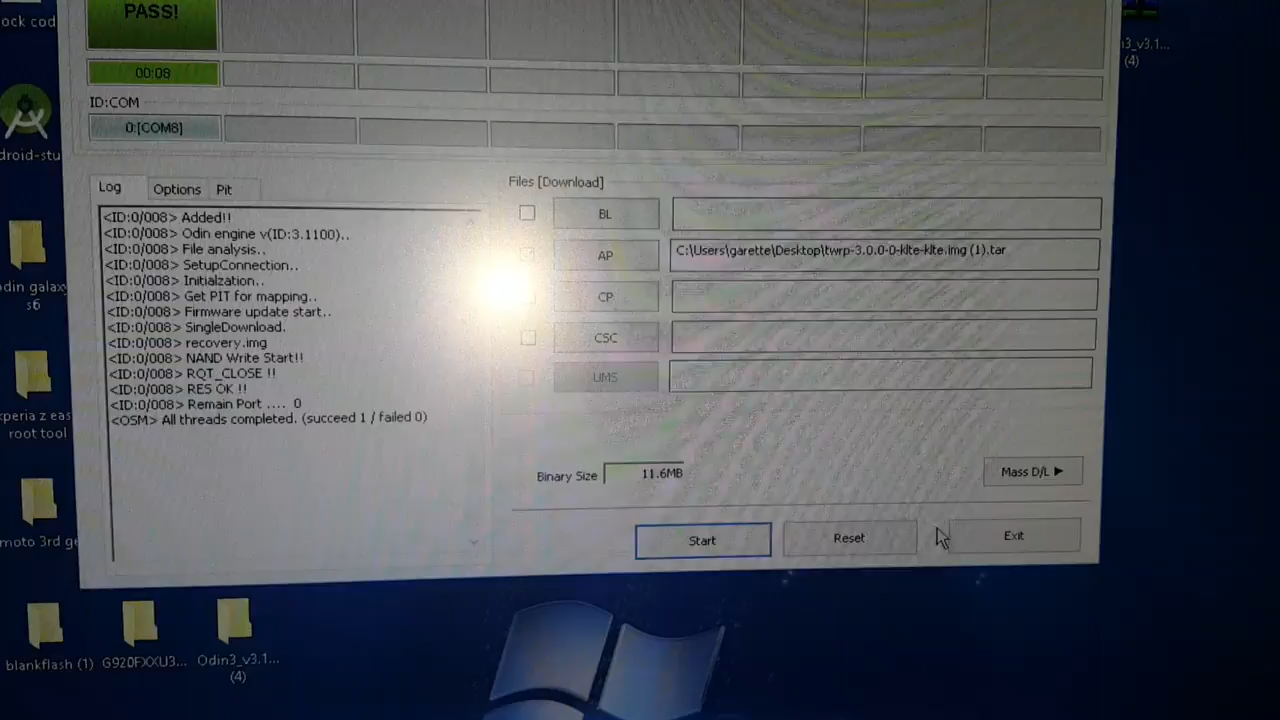 PASS!
00:08
ID:COM
0:[COM8]
Log
Options
Pit
<ID:0/008> Added!!
<ID:0/008> Odin engine v(ID:3.1100)..
<ID:0/008> File analysis..
<ID:0/008> SetupConnection..
<ID:0/008> Initialzation..
<ID:0/008> Get PIT for mapping..
<ID:0/008> Firmware update start..
<ID:0/008> SingleDownload.
<ID:0/008> recovery.img
<ID:0/008> NAND Write Start!!
<ID:0/008> RQT_CLOSE !!
<ID:0/008> RES OK !!
<ID:0/008> Remain Port .... 0
<OSM> All threads completed. (succeed 1 / failed 0)
Files [Download]
BL
AP
C:\Users\garette\Desktop\twrp-3.0.0-0-klte-klte.img (1).tar
CP
CSC
UMS
Binary Size
11.6MB
Mass D/L ▶
Start
Reset
Exit
ock cod
droid-stu
odin galaxy
s6
xperia z eas
root tool
moto 3rd ge
blankflash (1)
G920FXXU3...
Odin3_v3.1...
(4)
n3_v3.1...
(4)